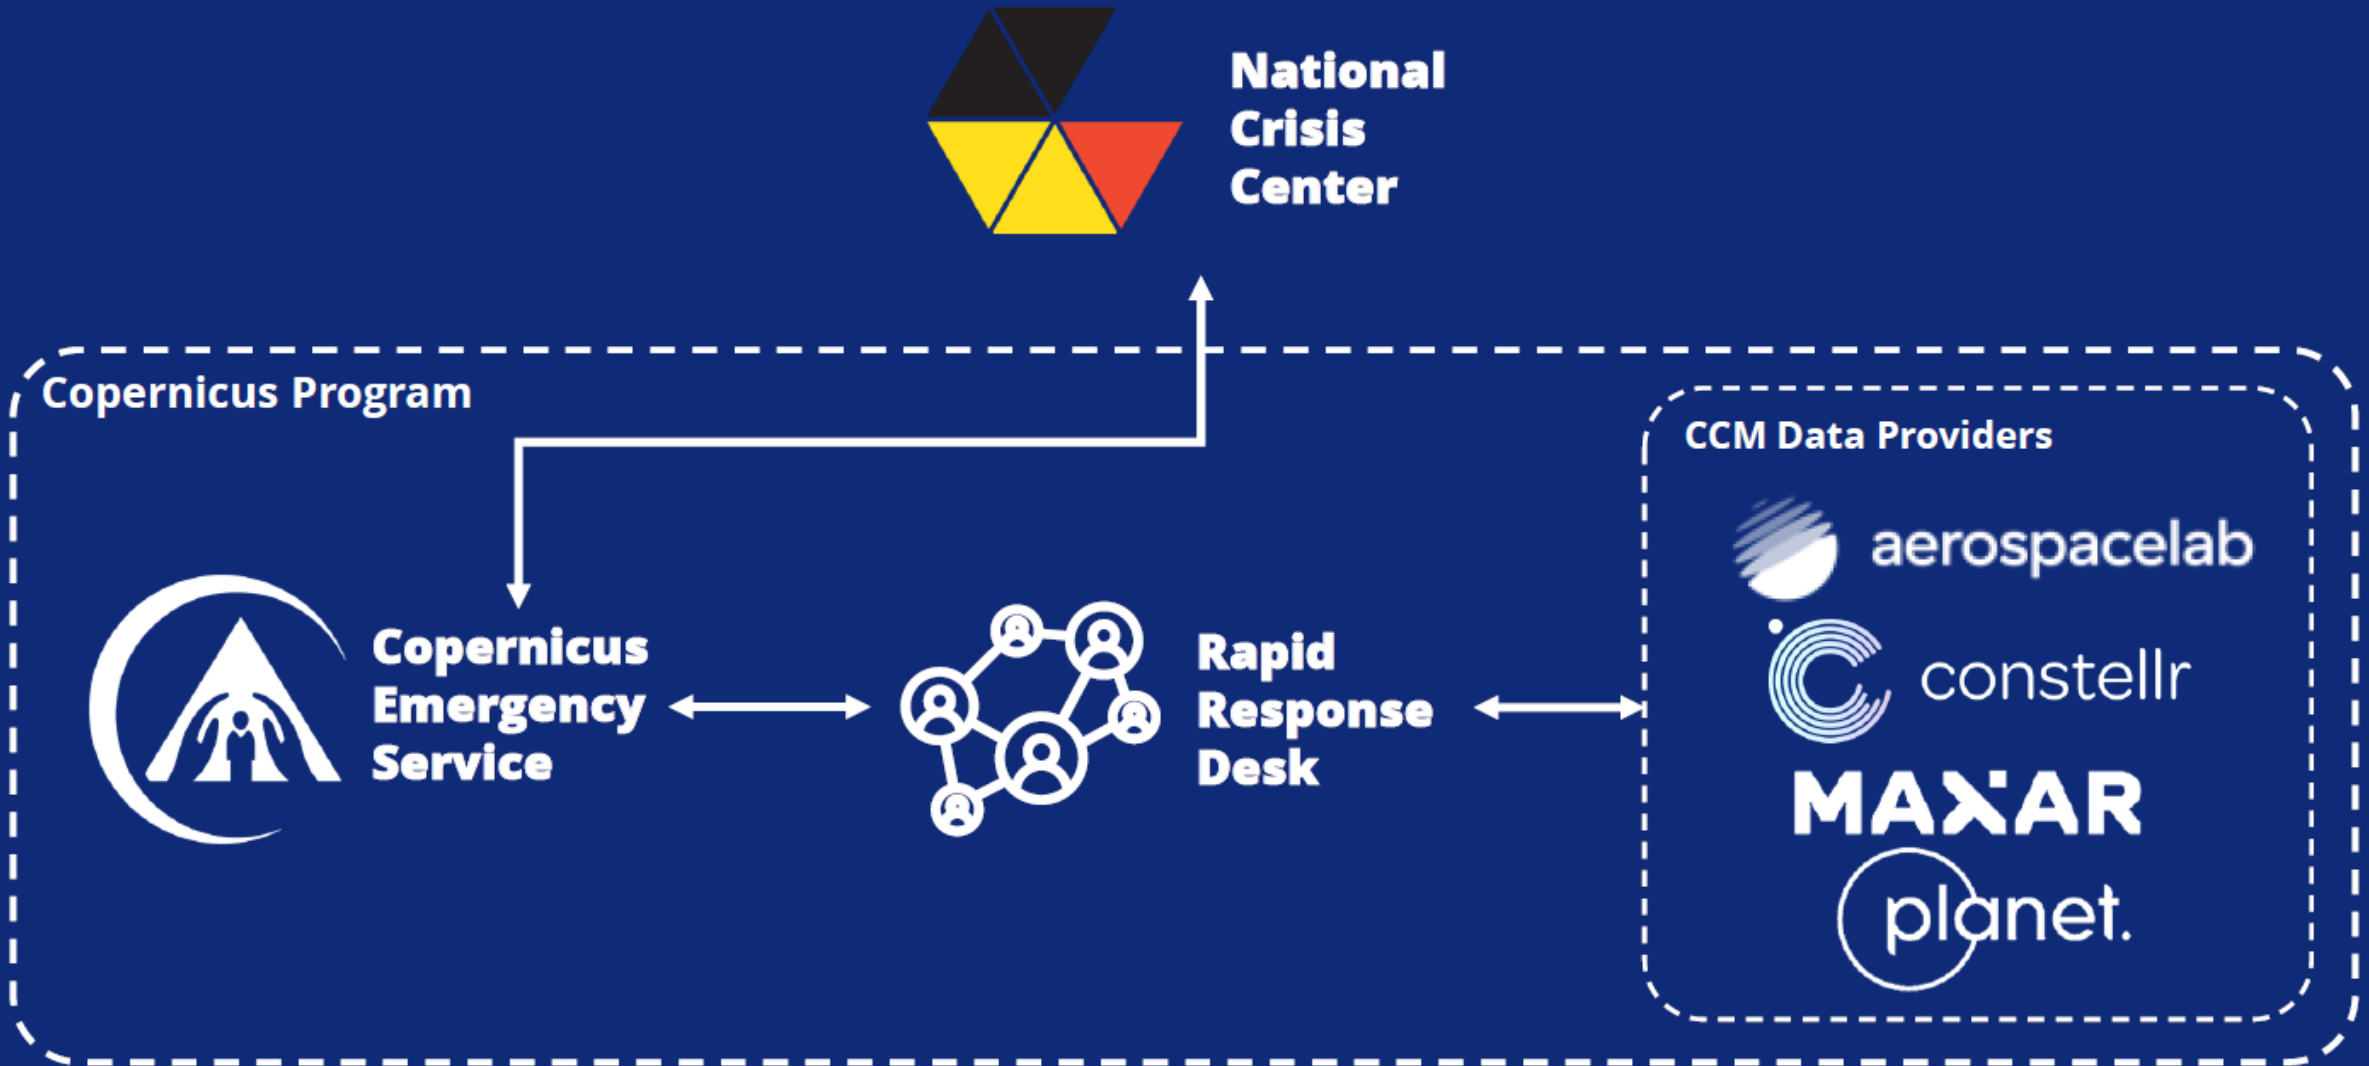 National
Crisis
Center
Copernicus Program
Copernicus
Emergency
Service
Rapid
Response
Desk
CCM Data Providers
aerospacelab
constellr
MAXAR
planet.